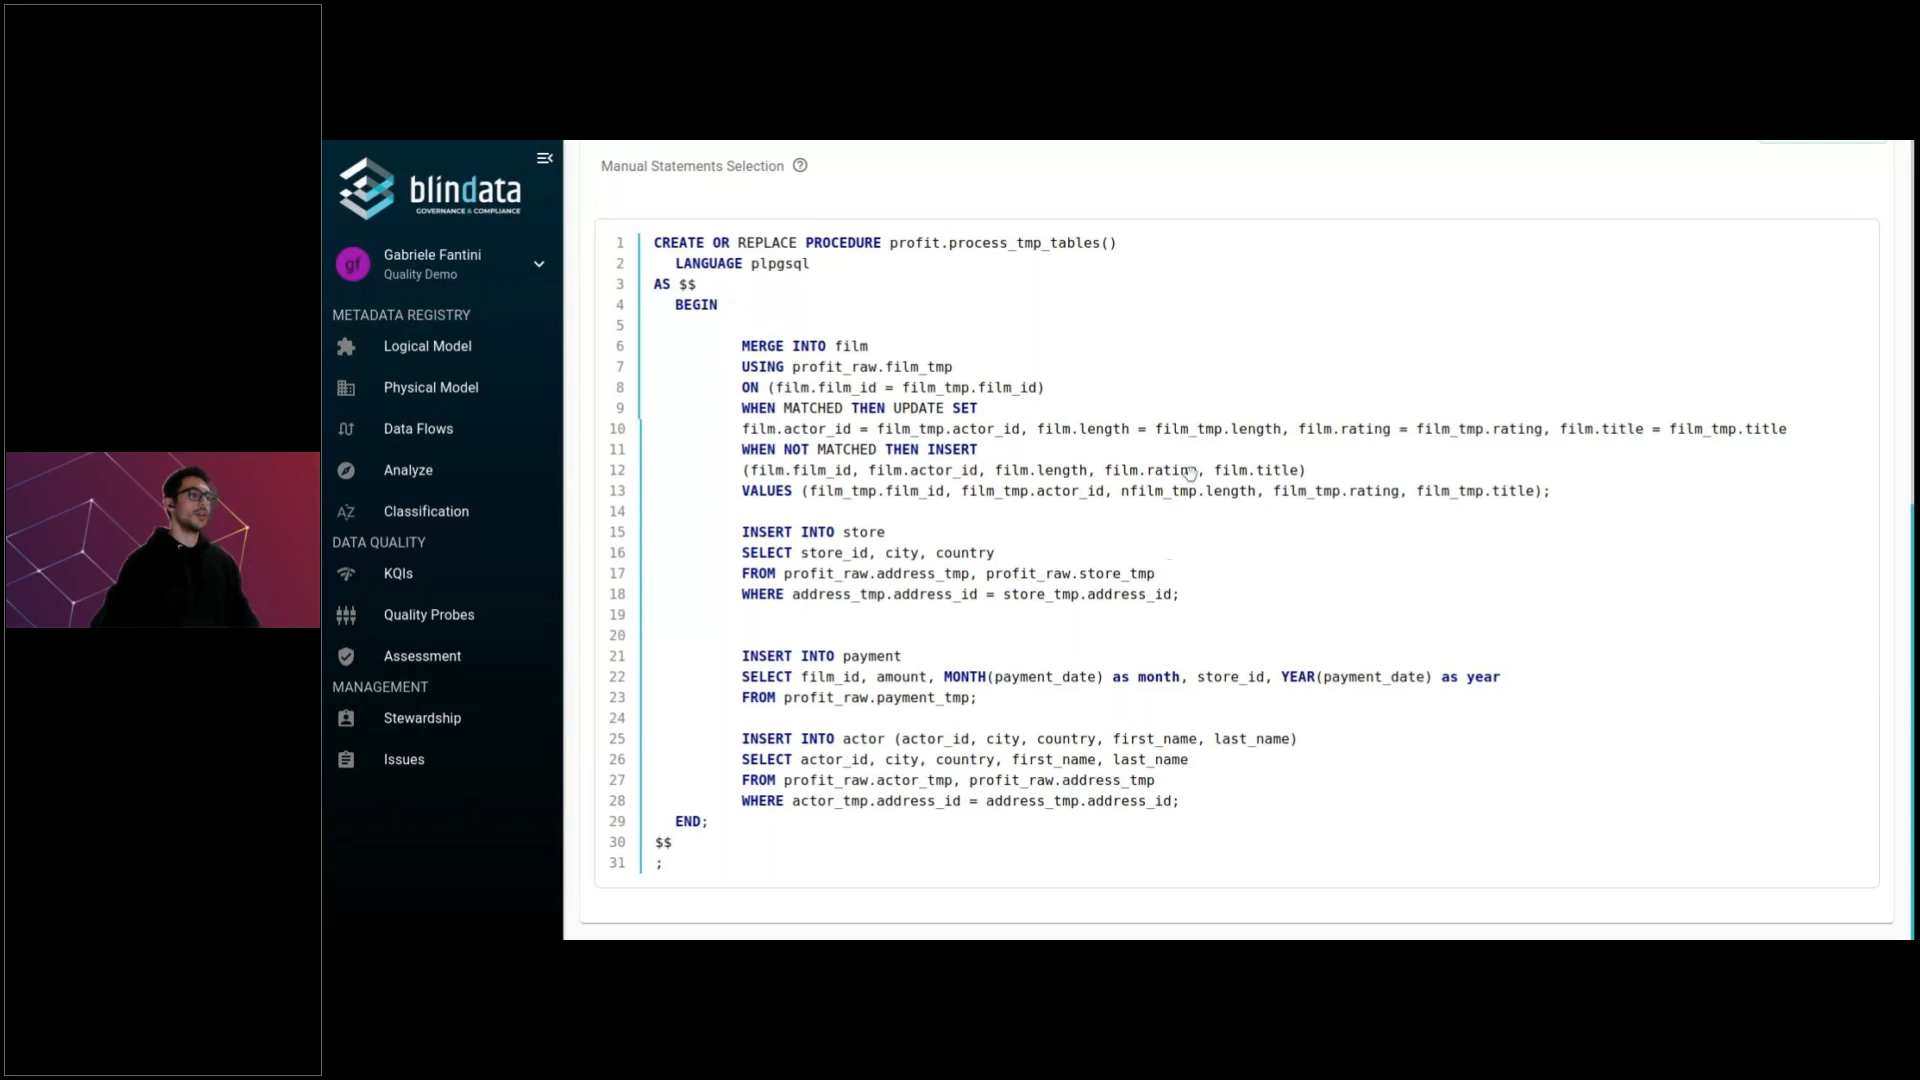 blindata
GOVERNANCE & COMPLIANCE
gf
Gabriele Fantini
Quality Demo
METADATA REGISTRY
Logical Model
Physical Model
Data Flows
Analyze
AZ
Classification
DATA QUALITY
KQIs
Quality Probes
Assessment
MANAGEMENT
Stewardship
Issues
Manual Statements Selection
1 CREATE OR REPLACE PROCEDURE profit.process_tmp_tables()
2 LANGUAGE plpgsql
3 AS $$
4 BEGIN
5
6 MERGE INTO film
7 USING profit_raw.film_tmp
8 ON (film.film_id = film_tmp.film_id)
9 WHEN MATCHED THEN UPDATE SET
10 film.actor_id = film_tmp.actor_id, film.length = film_tmp.length, film.rating = film_tmp.rating, film.title = film_tmp.title
11 WHEN NOT MATCHED THEN INSERT
12 (film.film_id, film.actor_id, film.length, film.rating, film.title)
13 VALUES (film_tmp.film_id, film_tmp.actor_id, nfilm_tmp.length, film_tmp.rating, film_tmp.title);
14
15 INSERT INTO store
16 SELECT store_id, city, country
17 FROM profit_raw.address_tmp, profit_raw.store_tmp
18 WHERE address_tmp.address_id = store_tmp.address_id;
19
20
21 INSERT INTO payment
22 SELECT film_id, amount, MONTH(payment_date) as month, store_id, YEAR(payment_date) as year
23 FROM profit_raw.payment_tmp;
24
25 INSERT INTO actor (actor_id, city, country, first_name, last_name)
26 SELECT actor_id, city, country, first_name, last_name
27 FROM profit_raw.actor_tmp, profit_raw.address_tmp
28 WHERE actor_tmp.address_id = address_tmp.address_id;
29 END;
30 $$
31 ;